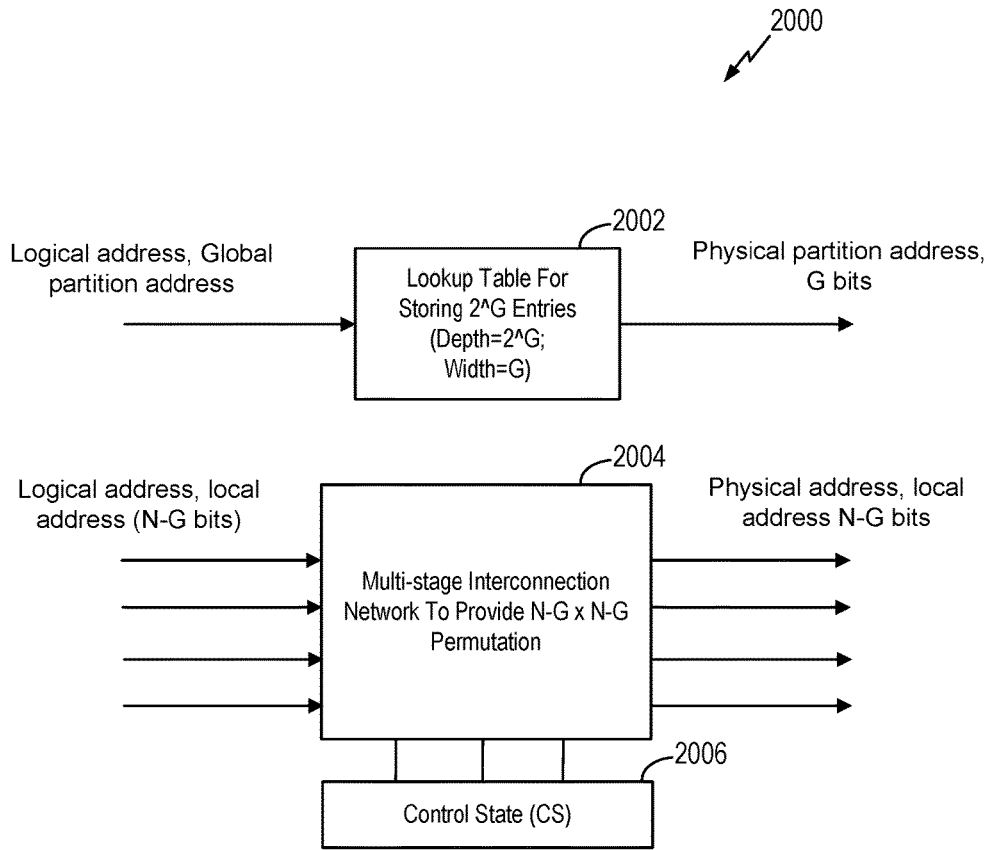 2000
2002
Logical address, Global
partition address
Lookup Table For
Storing 2^G Entries
(Depth=2^G;
Width=G)
Physical partition address,
G bits
2004
Logical address, local
address (N-G bits)
Multi-stage Interconnection
Network To Provide N-G x N-G
Permutation
Physical address, local
address N-G bits
2006
Control State (CS)